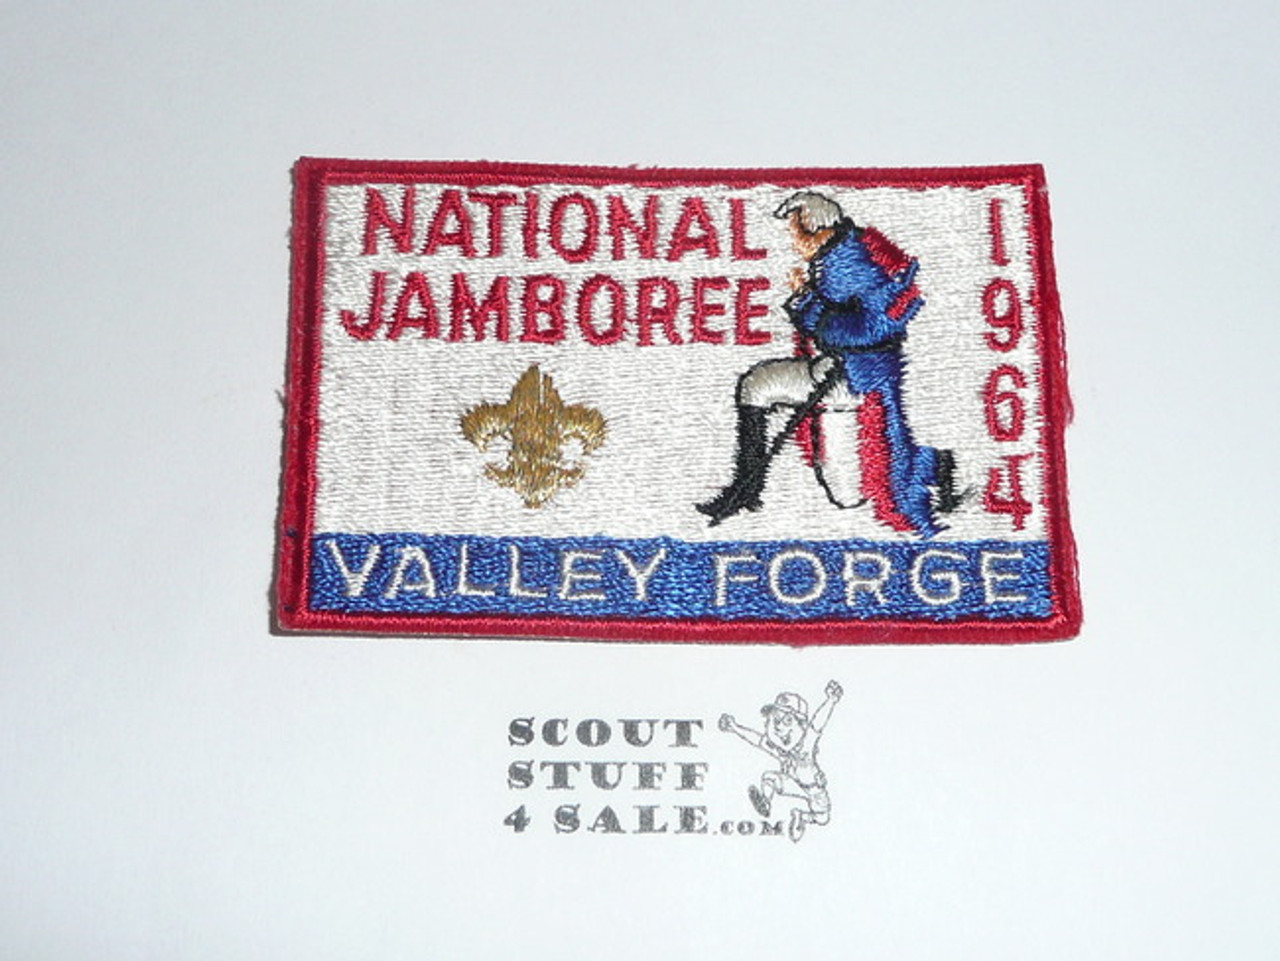 NATIONAL
JAMBOREE
1964
VALLEY FORGE
SCOUT
STUFF
4 SALE.COM